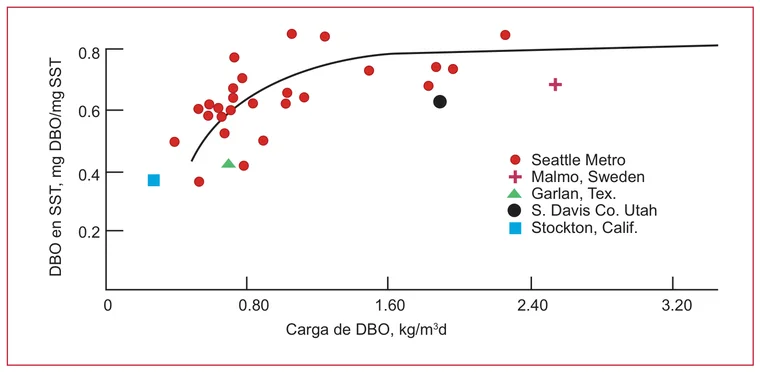 DBO en SST, mg DBO/mg SST
0.8
0.6
0.4
0.2
Seattle Metro
Malmo, Sweden
Garlan, Tex.
S. Davis Co. Utah
Stockton, Calif.
0 0.80 1.60 2.40 3.20
Carga de DBO, kg/m³d